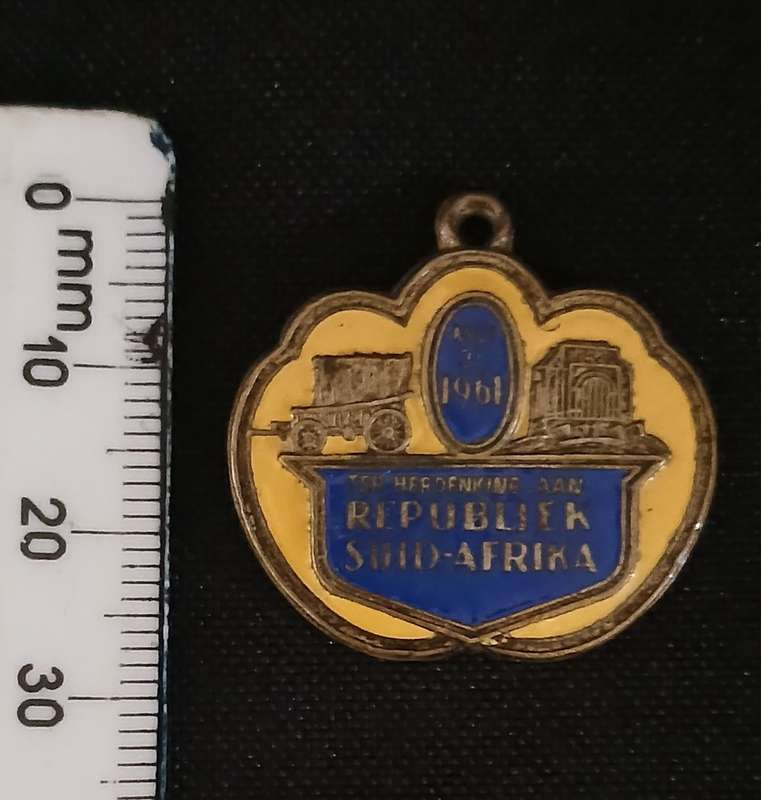 0
mm
10
20
30
1961
TER HERDENKING AAN
REPUBLIEK
SUID-AFRIKA